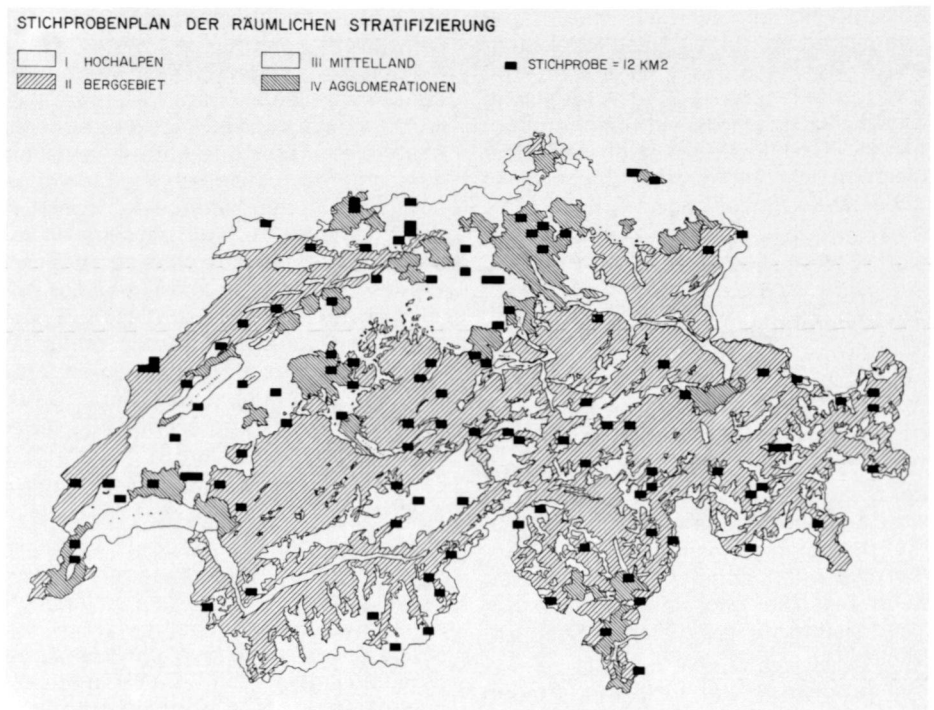 STICHPROBENPLAN DER RÄUMLICHEN STRATIFIZIERUNG
I HOCHALPEN
III MITTELLAND
STICHPROBE = 12 KM2
II BERGGEBIET
IV AGGLOMERATIONEN